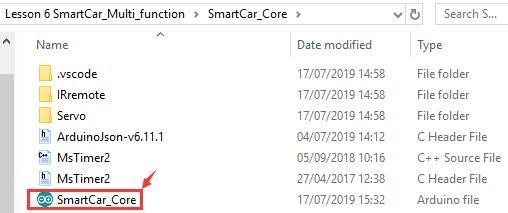 Lesson 6 SmartCar_Multi_function > SmartCar_Core > Search S...
Name Date modified Type
.vscode 17/07/2019 14:58 File folder
IRremote 17/07/2019 14:58 File folder
Servo 17/07/2019 14:58 File folder
ArduinoJson-v6.11.1 04/07/2019 14:12 C Header File
MsTimer2 05/09/2018 10:16 C++ Source File
MsTimer2 27/04/2017 12:38 C Header File
SmartCar_Core 17/07/2019 15:32 Arduino file